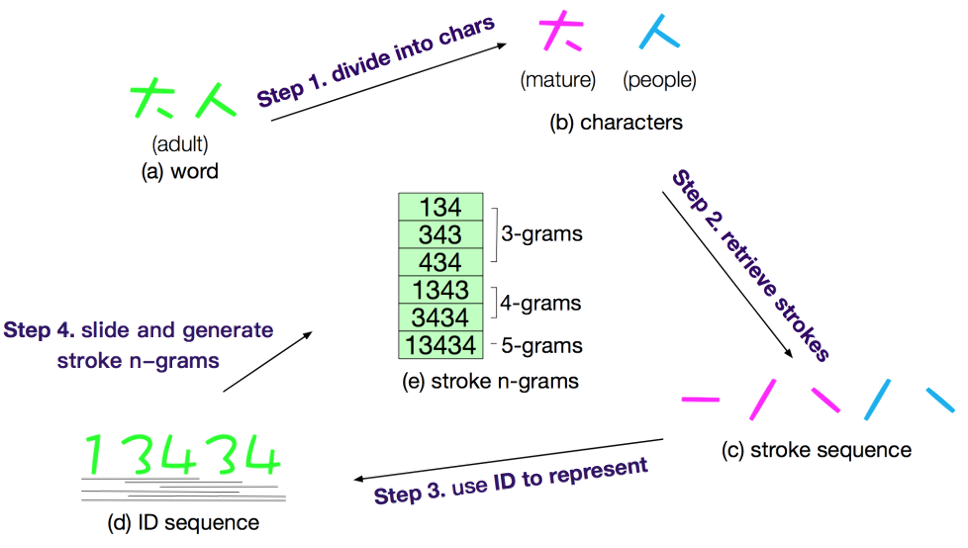 大人
(adult)
(a) word
Step 1. divide into chars
大 人
(mature) (people)
(b) characters
Step 2. retrieve strokes
(c) stroke sequence
Step 3. use ID to represent
13434
(d) ID sequence
Step 4. slide and generate
stroke n–grams
134
343
434
3-grams
1343
3434
4-grams
13434
5-grams
(e) stroke n-grams